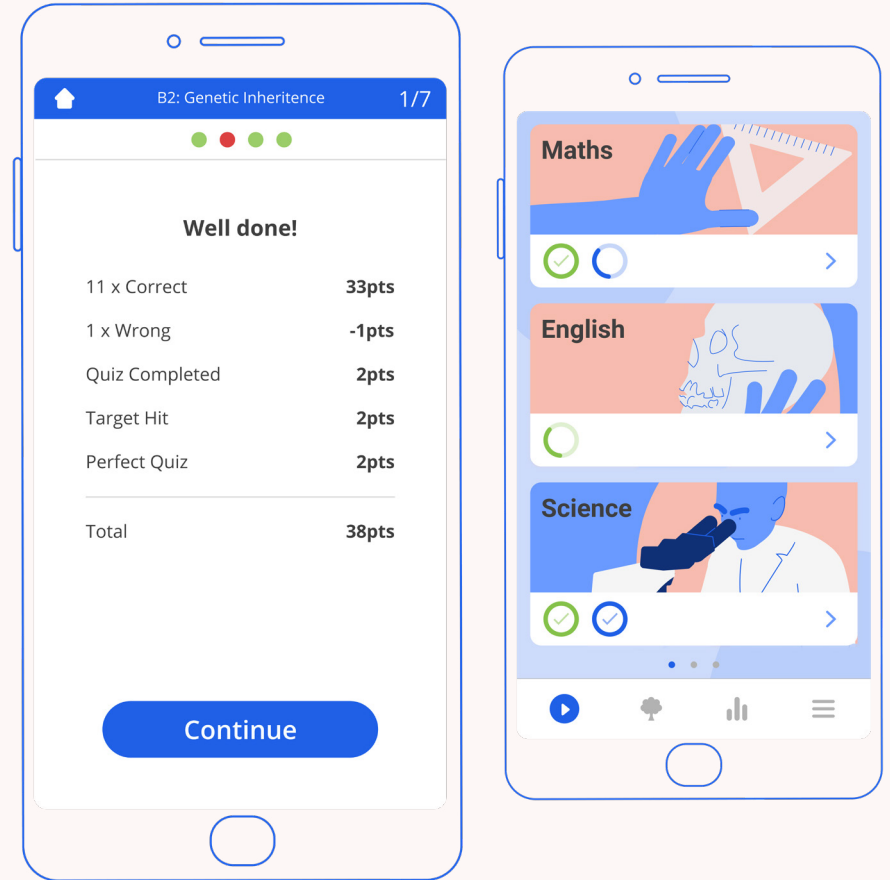 B2: Genetic Inheritence 1/7
Well done!
11 x Correct 33pts
1 x Wrong -1pts
Quiz Completed 2pts
Target Hit 2pts
Perfect Quiz 2pts
Total 38pts
Continue
Maths
English
Science